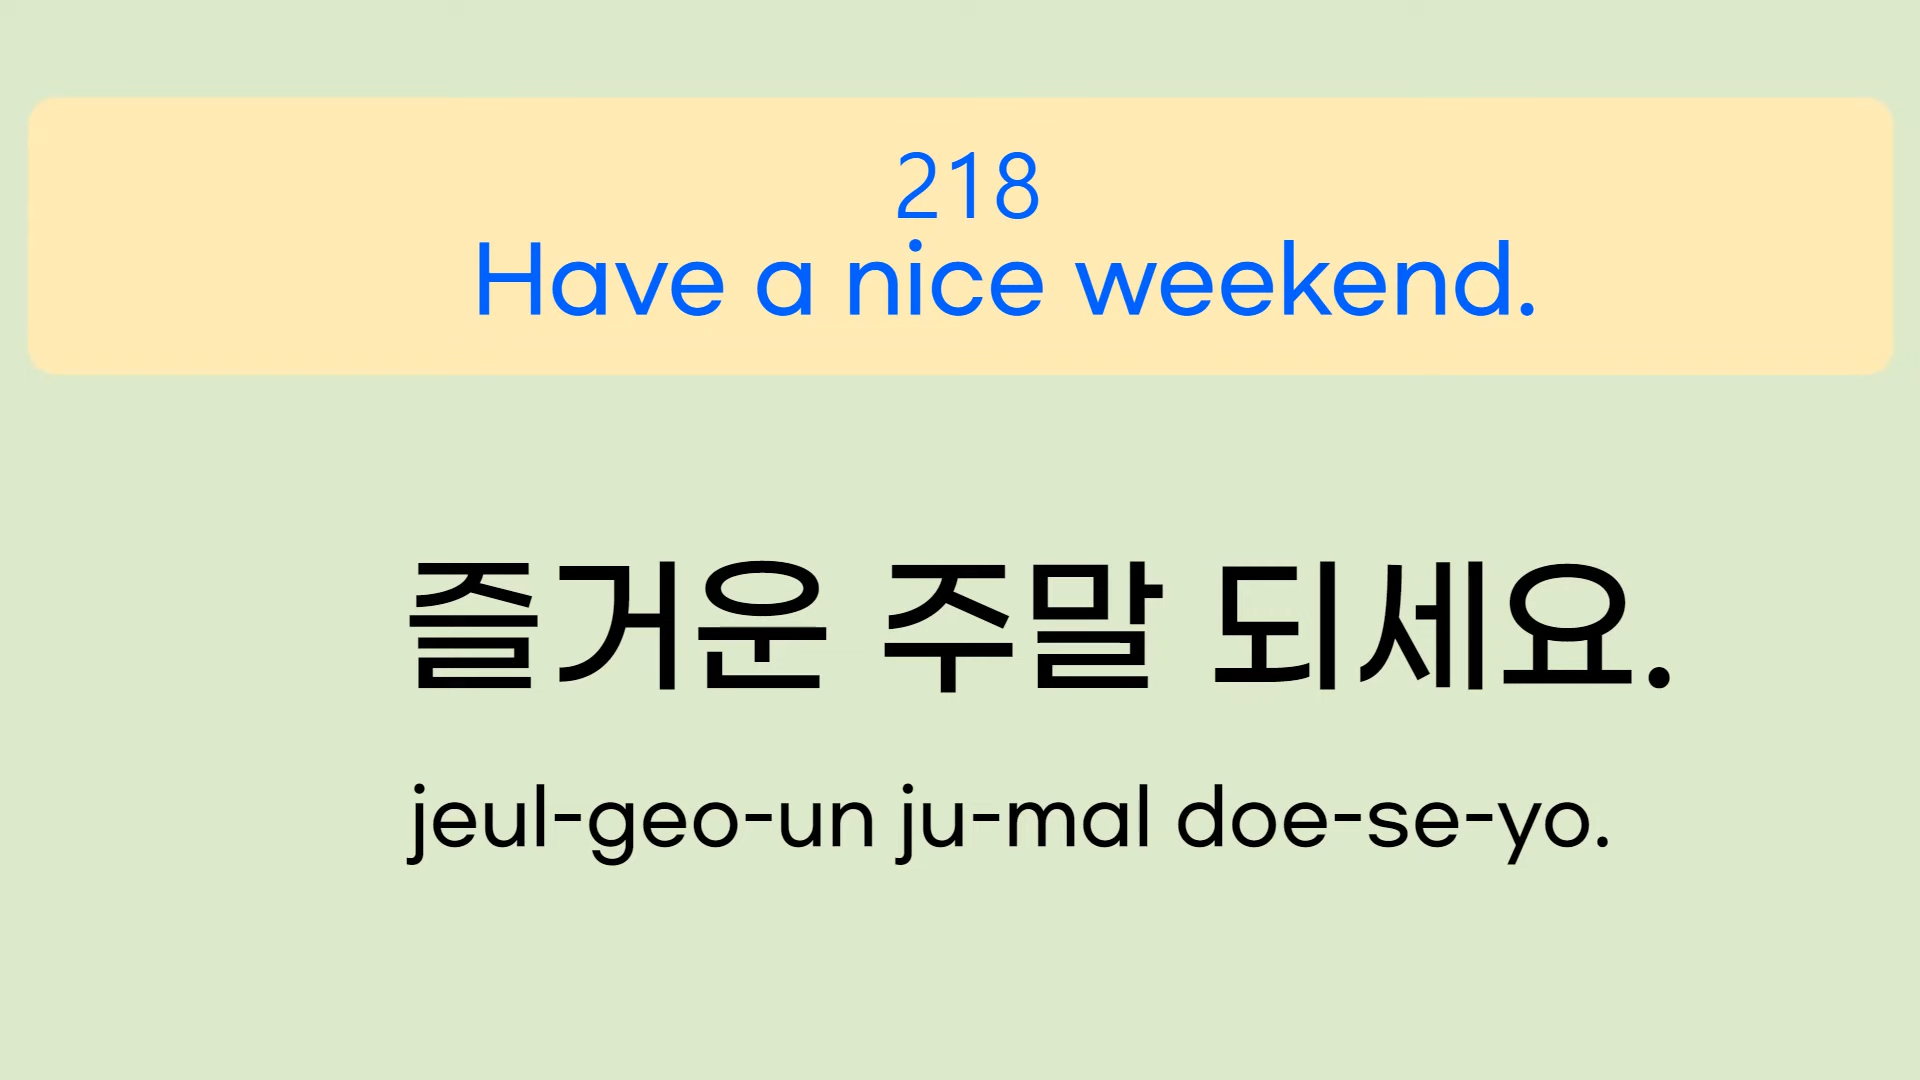 218
Have a nice weekend.
즐거운 주말 되세요.
jeul-geo-un ju-mal doe-se-yo.